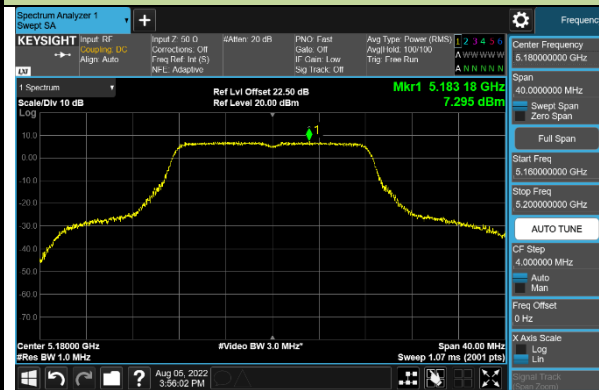 Spectrum Analyzer 1
Swept SA
+
Frequency
KEYSIGHT
Input: RF
Coupling: DC
Align: Auto
Input Z: 50 Ω
Corrections: Off
Freq Ref: Int (S)
NFE: Adaptive
#Atten: 20 dB
PNO: Fast
Gate: Off
IF Gain: Low
Sig Track: Off
Avg Type: Power (RMS)
Avg|Hold: 100/100
Trig: Free Run
1 2 3 4 5 6
A W W W W W
A N N N N N
LXI
1 Spectrum
Scale/Div 10 dB
Log
Ref Lvl Offset 22.50 dB
Ref Level 20.00 dBm
Mkr1 5.183 18 GHz
7.295 dBm
1
10.0
0.00
-10.0
-20.0
-30.0
-40.0
-50.0
-60.0
-70.0
Center 5.18000 GHz
#Res BW 1.0 MHz
#Video BW 3.0 MHz*
Span 40.00 MHz
Sweep 1.07 ms (2001 pts)
Center Frequency
5.180000000 GHz
Span
40.0000000 MHz
Swept Span
Zero Span
Full Span
Start Freq
5.160000000 GHz
Stop Freq
5.200000000 GHz
AUTO TUNE
CF Step
4.000000 MHz
Auto
Man
Freq Offset
0 Hz
X Axis Scale
Log
Lin
Signal Track
(Span Zoom)
?
Aug 05, 2022
3:56:02 PM